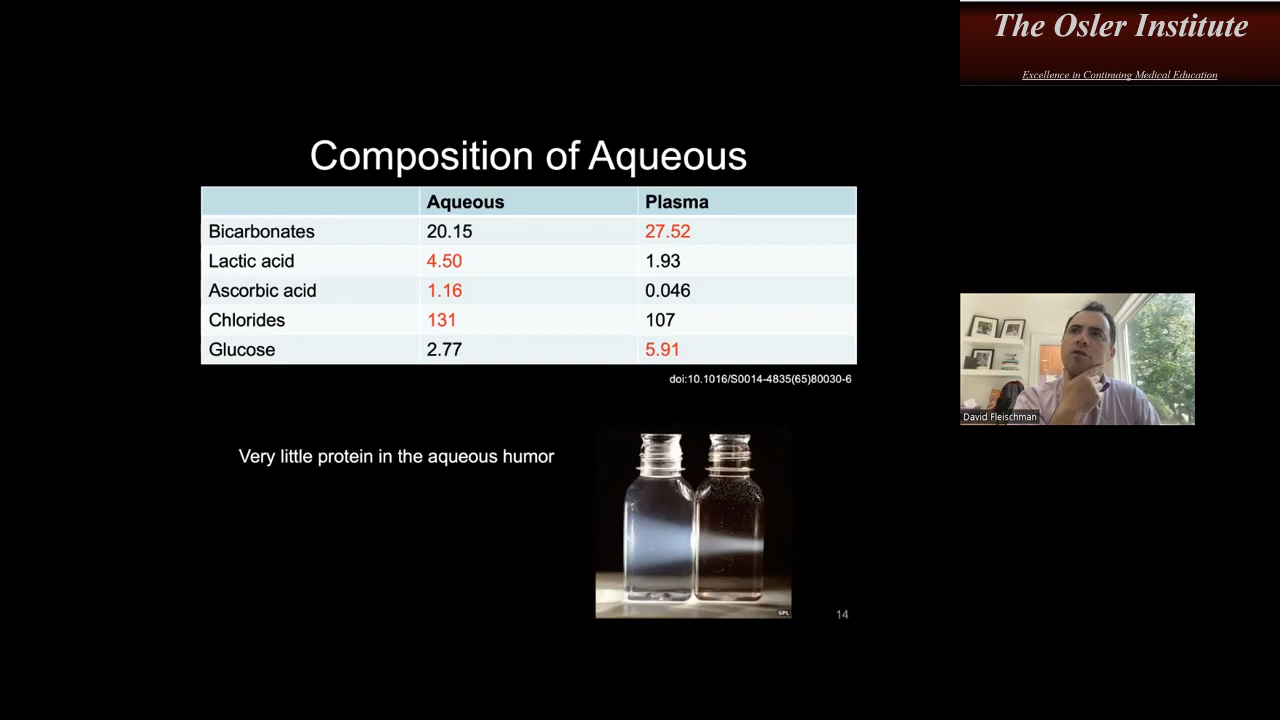 The Osler Institute
Excellence in Continuing Medical Education
Composition of Aqueous
Aqueous Plasma
Bicarbonates 20.15 27.52
Lactic acid 4.50 1.93
Ascorbic acid 1.16 0.046
Chlorides 131 107
Glucose 2.77 5.91
doi:10.1016/S0014-4835(65)80030-6
David Fleischman
Very little protein in the aqueous humor
SPL
14